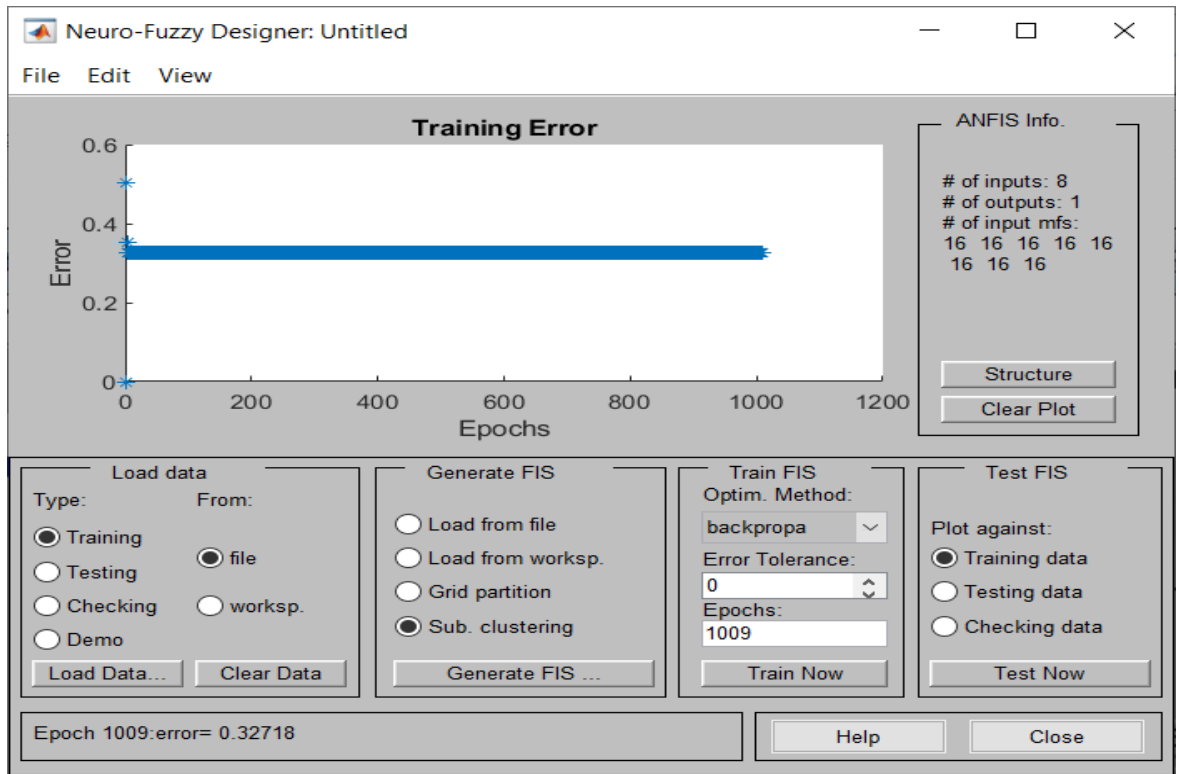 Neuro-Fuzzy Designer: Untitled
File Edit View
Training Error
0.6
0.4
0.2
0
Error
0 200 400 600 800 1000 1200
Epochs
ANFIS Info.
# of inputs: 8
# of outputs: 1
# of input mfs:
16 16 16 16 16
16 16 16
Structure
Clear Plot
Load data
Type: From:
Training
Testing
Checking
Demo
file
worksp.
Load Data... Clear Data
Generate FIS
Load from file
Load from worksp.
Grid partition
Sub. clustering
Generate FIS ...
Train FIS
Optim. Method:
backpropa
Error Tolerance:
0
Epochs:
1009
Train Now
Test FIS
Plot against:
Training data
Testing data
Checking data
Test Now
Epoch 1009:error= 0.32718
Help Close